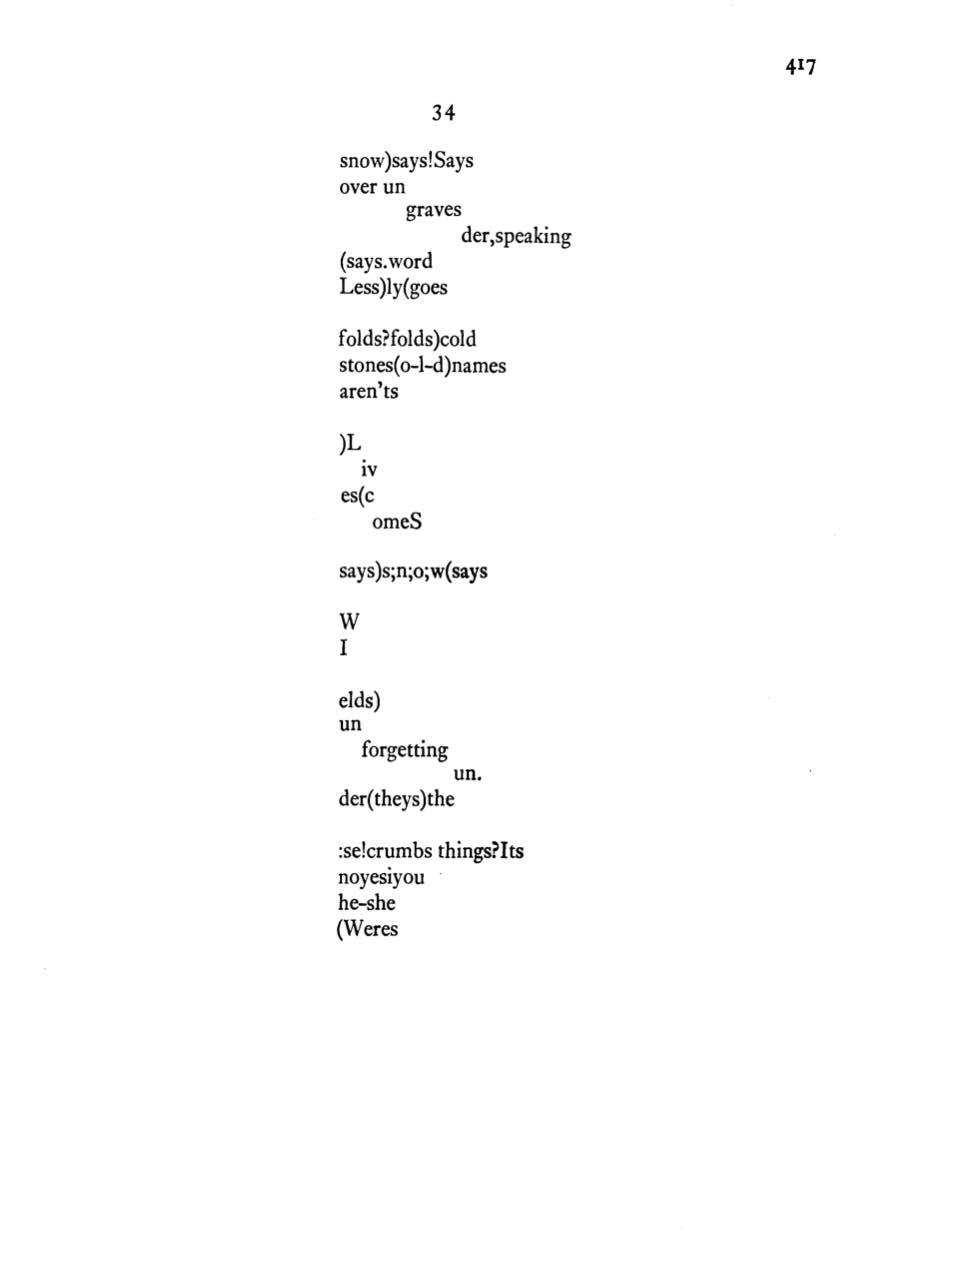 417
34
snow)says!Says
over un
graves
der,speaking
(says.word
Less)ly(goes
folds?folds)cold
stones(o-l-d)names
aren'ts
)L
iv
es(c
omeS
says)s;n;o;w(says
W
I
elds)
un
forgetting
un.
der(theys)the
:se!crumbs things?Its
noyesiyou
he-she
(Weres